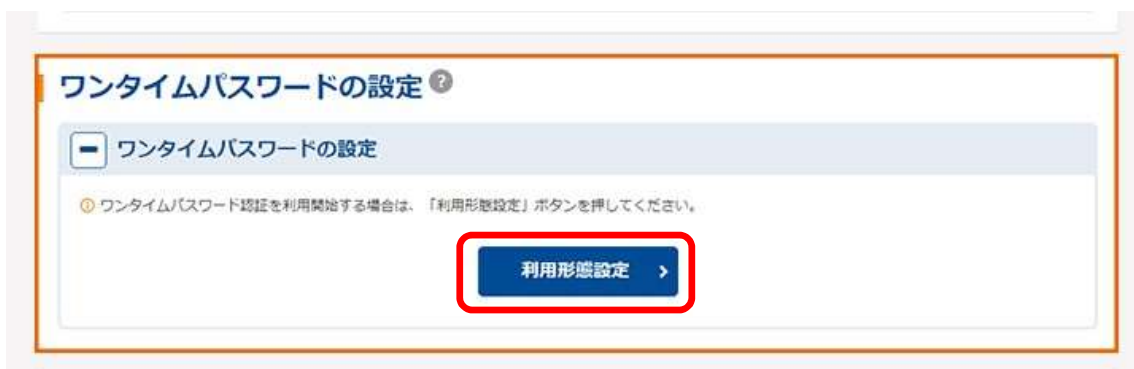 ワンタイムパスワードの設定 ?
ワンタイムパスワードの設定
ワンタイムパスワード認証を利用開始する場合は、「利用形態設定」ボタンを押してください。
利用形態設定